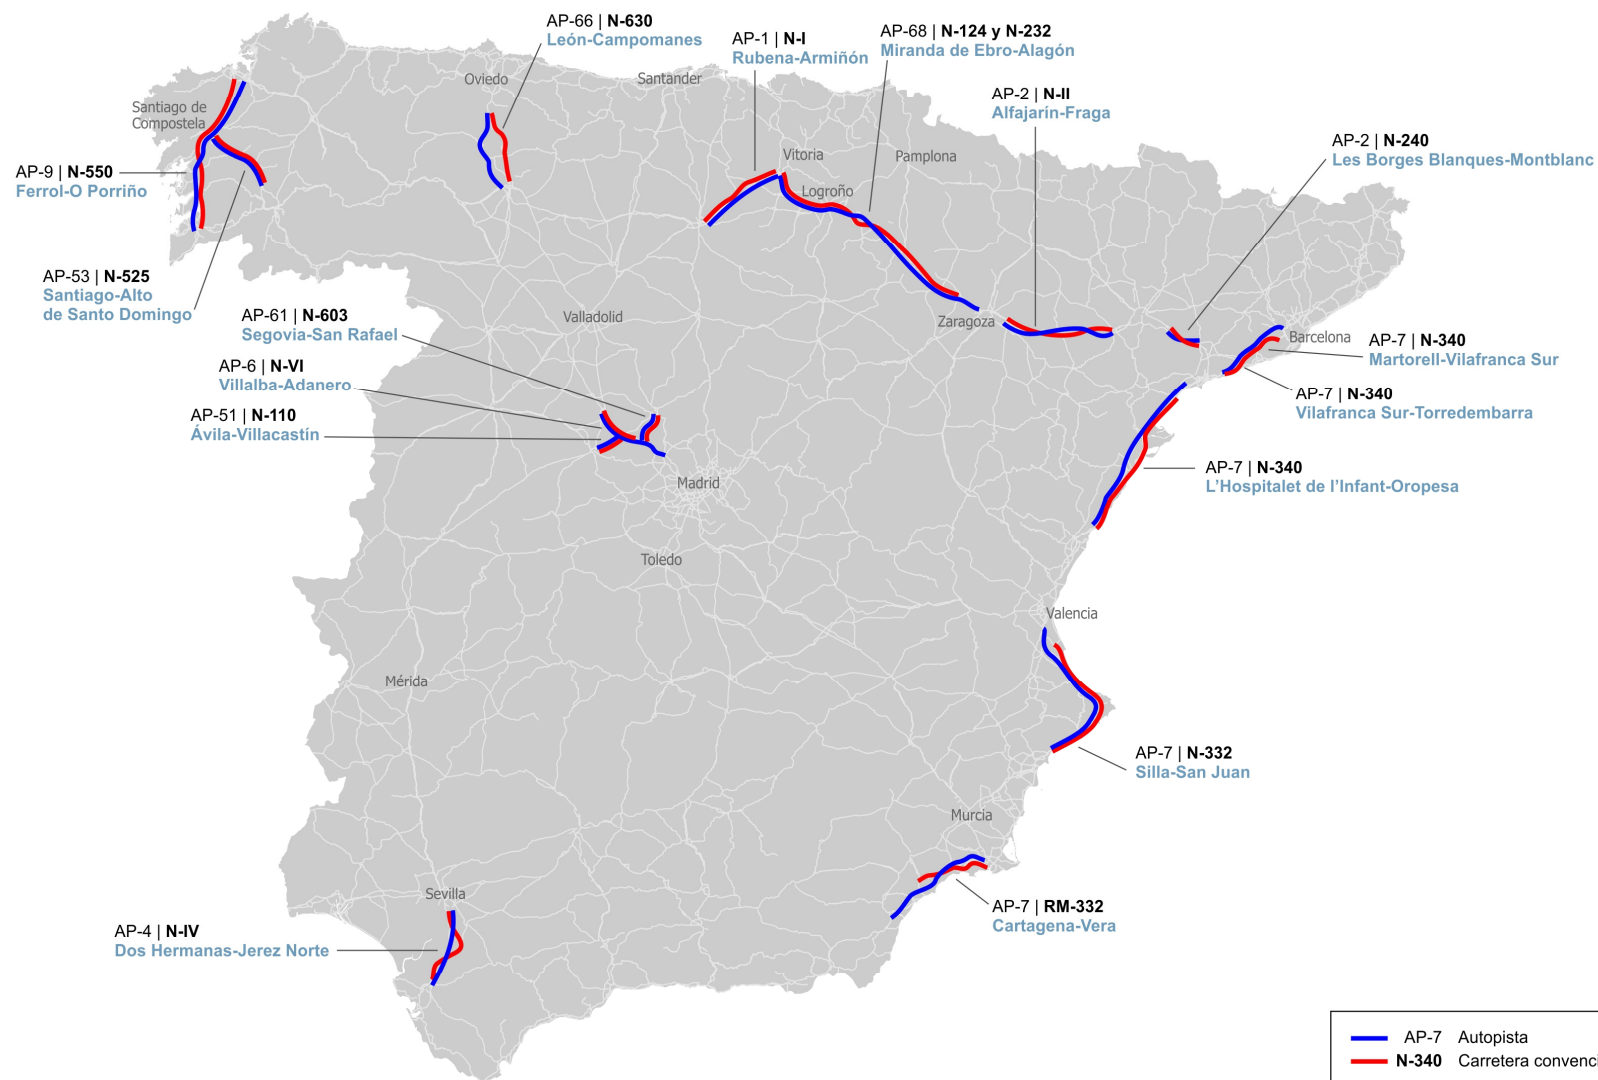 AP-66 | N-630
León-Campomanes
AP-1 | N-I
Rubena-Armiñón
AP-68 | N-124 y N-232
Miranda de Ebro-Alagón
AP-2 | N-II
Alfajarín-Fraga
AP-2 | N-240
Les Borges Blanques-Montblanc
Oviedo
Santander
Santiago de
Compostela
Vitoria
Pamplona
Logroño
AP-9 | N-550
Ferrol-O Porriño
AP-53 | N-525
Santiago-Alto
de Santo Domingo
AP-61 | N-603
Segovia-San Rafael
Valladolid
Zaragoza
Barcelona
AP-7 | N-340
Martorell-Vilafranca Sur
AP-6 | N-VI
Villalba-Adanero
AP-7 | N-340
Vilafranca Sur-Torredembarra
AP-51 | N-110
Ávila-Villacastín
AP-7 | N-340
L'Hospitalet de l'Infant-Oropesa
Madrid
Toledo
Valencia
Mérida
AP-7 | N-332
Silla-San Juan
Murcia
Sevilla
AP-7 | RM-332
Cartagena-Vera
AP-4 | N-IV
Dos Hermanas-Jerez Norte
AP-7 Autopista
N-340 Carretera convenci